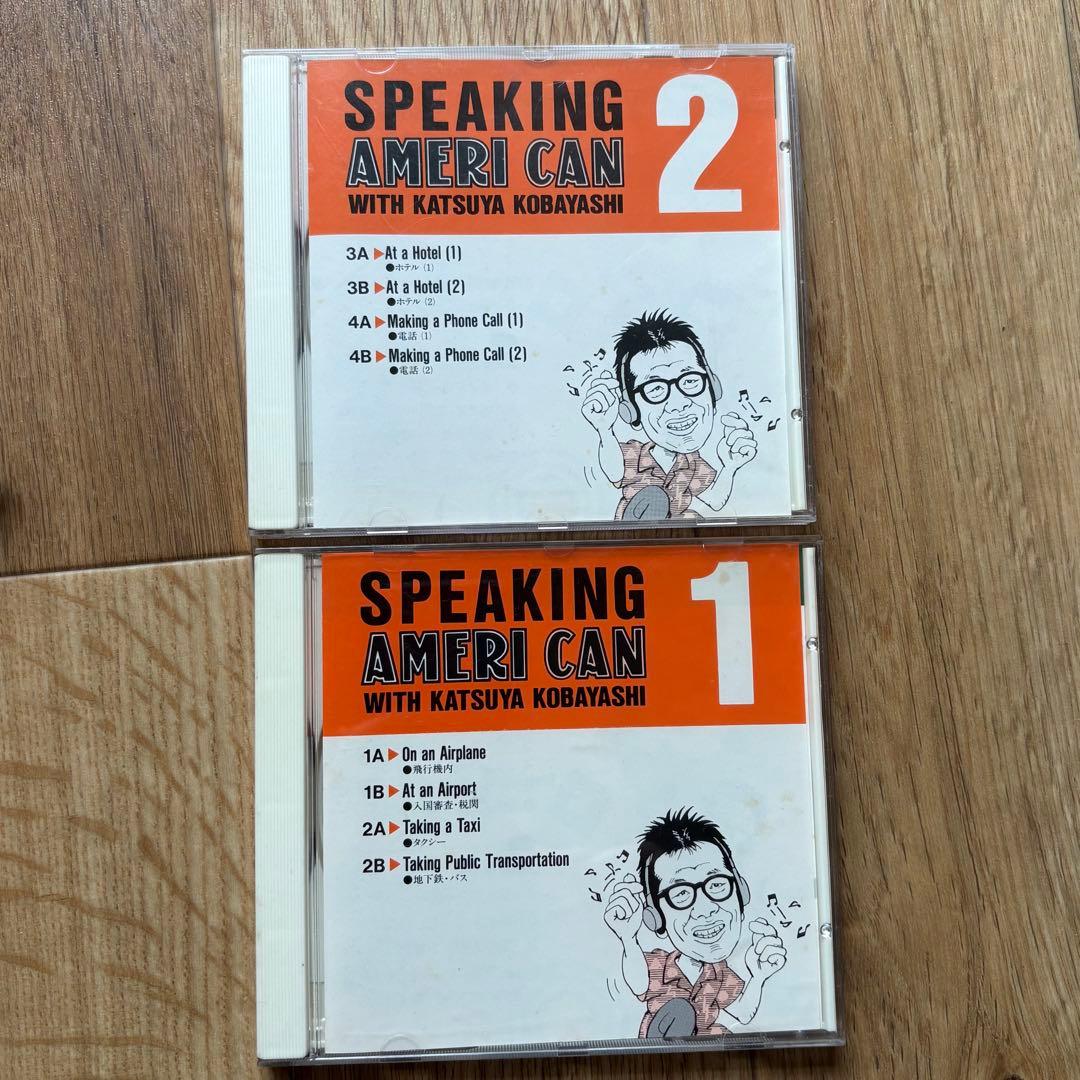 SPEAKING 2
AMERI CAN
WITH KATSUYA KOBAYASHI
3A ▶ At a Hotel (1)
●ホテル (1)
3B ▶ At a Hotel (2)
●ホテル (2)
4A ▶ Making a Phone Call (1)
●電話 (1)
4B ▶ Making a Phone Call (2)
●電話 (2)
SPEAKING 1
AMERI CAN
WITH KATSUYA KOBAYASHI
1A ▶ On an Airplane
●飛行機内
1B ▶ At an Airport
●入国審査・税関
2A ▶ Taking a Taxi
●タクシー
2B ▶ Taking Public Transportation
●地下鉄・バス